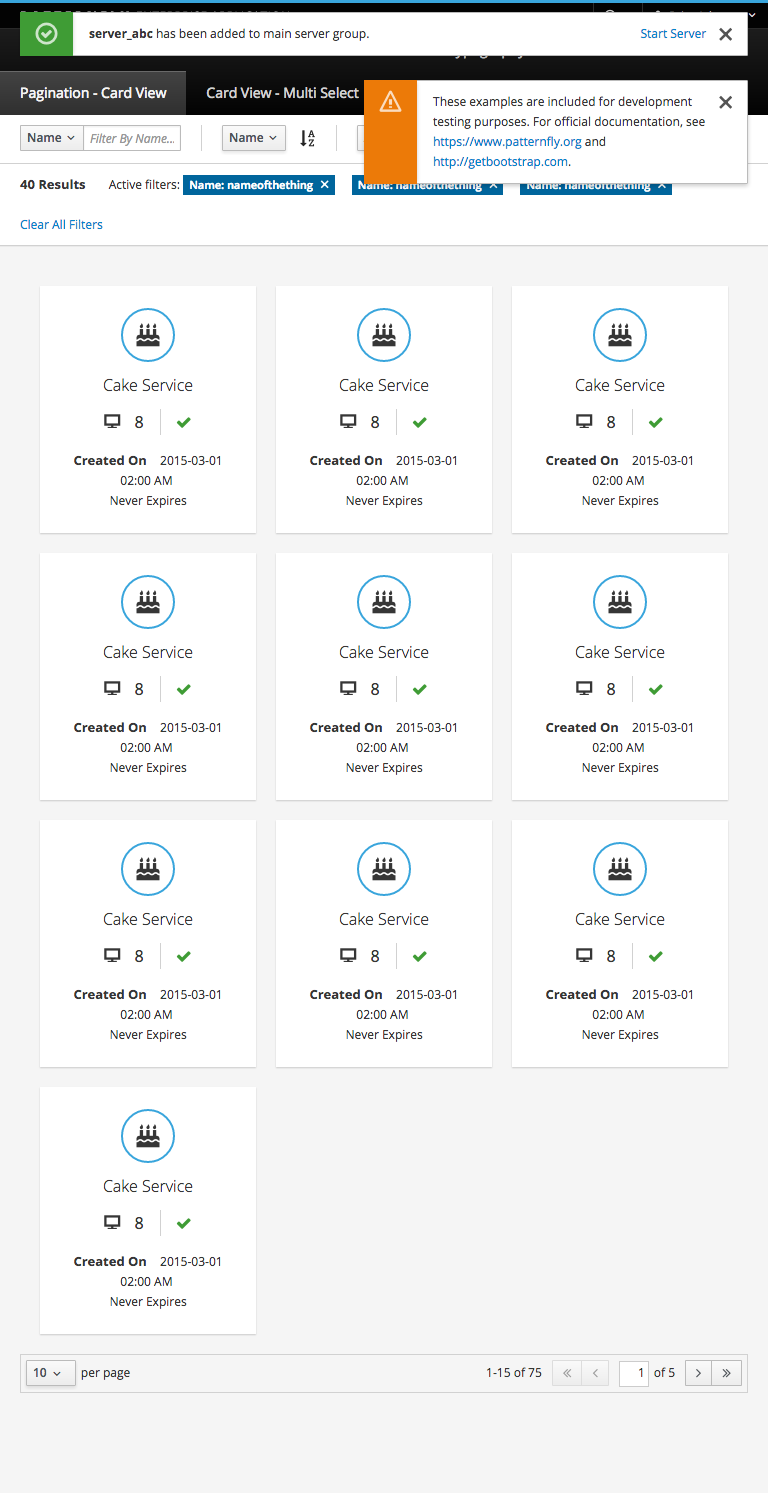 server_abc has been added to main server group. Start Server
Pagination - Card View Card View - Multi Select
These examples are included for development
testing purposes. For official documentation, see
https://www.patternfly.org and
http://getbootstrap.com.
Name Filter By Name... Name
40 Results Active filters: Name: nameofthething Name: nameofthething Name: nameofthething
Clear All Filters
Cake Service Cake Service Cake Service
8 8 8
Created On 2015-03-01 Created On 2015-03-01 Created On 2015-03-01
02:00 AM 02:00 AM 02:00 AM
Never Expires Never Expires Never Expires
Cake Service Cake Service Cake Service
8 8 8
Created On 2015-03-01 Created On 2015-03-01 Created On 2015-03-01
02:00 AM 02:00 AM 02:00 AM
Never Expires Never Expires Never Expires
Cake Service Cake Service Cake Service
8 8 8
Created On 2015-03-01 Created On 2015-03-01 Created On 2015-03-01
02:00 AM 02:00 AM 02:00 AM
Never Expires Never Expires Never Expires
Cake Service
8
Created On 2015-03-01
02:00 AM
Never Expires
10 per page 1-15 of 75 1 of 5